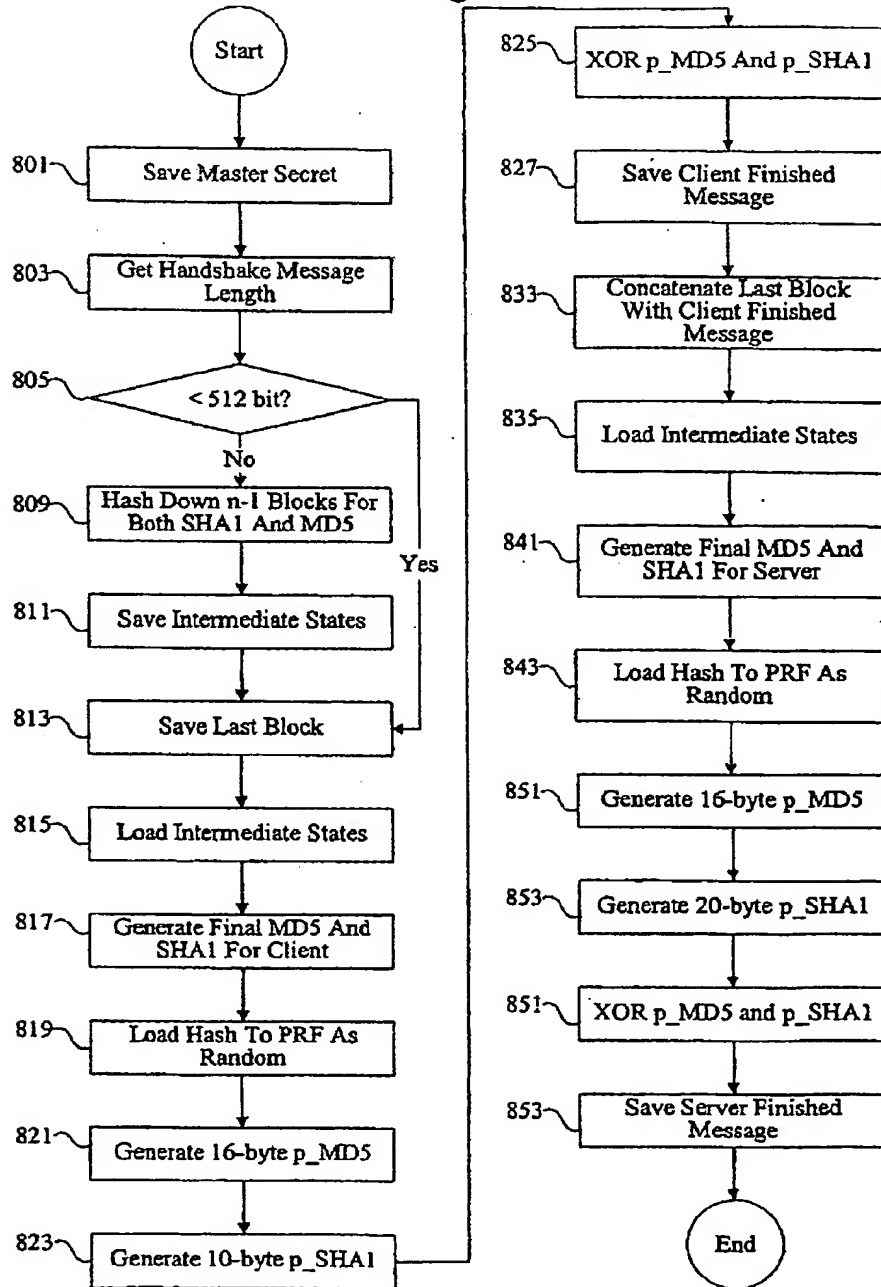 Start
801
Save Master Secret
803
Get Handshake Message
Length
805
< 512 bit?
No
Yes
809
Hash Down n-1 Blocks For
Both SHA1 And MD5
811
Save Intermediate States
813
Save Last Block
815
Load Intermediate States
817
Generate Final MD5 And
SHA1 For Client
819
Load Hash To PRF As
Random
821
Generate 16-byte p_MD5
823
Generate 10-byte p_SHA1
825
XOR p_MD5 And p_SHA1
827
Save Client Finished
Message
833
Concatenate Last Block
With Client Finished
Message
835
Load Intermediate States
841
Generate Final MD5 And
SHA1 For Server
843
Load Hash To PRF As
Random
851
Generate 16-byte p_MD5
853
Generate 20-byte p_SHA1
851
XOR p_MD5 and p_SHA1
853
Save Server Finished
Message
End